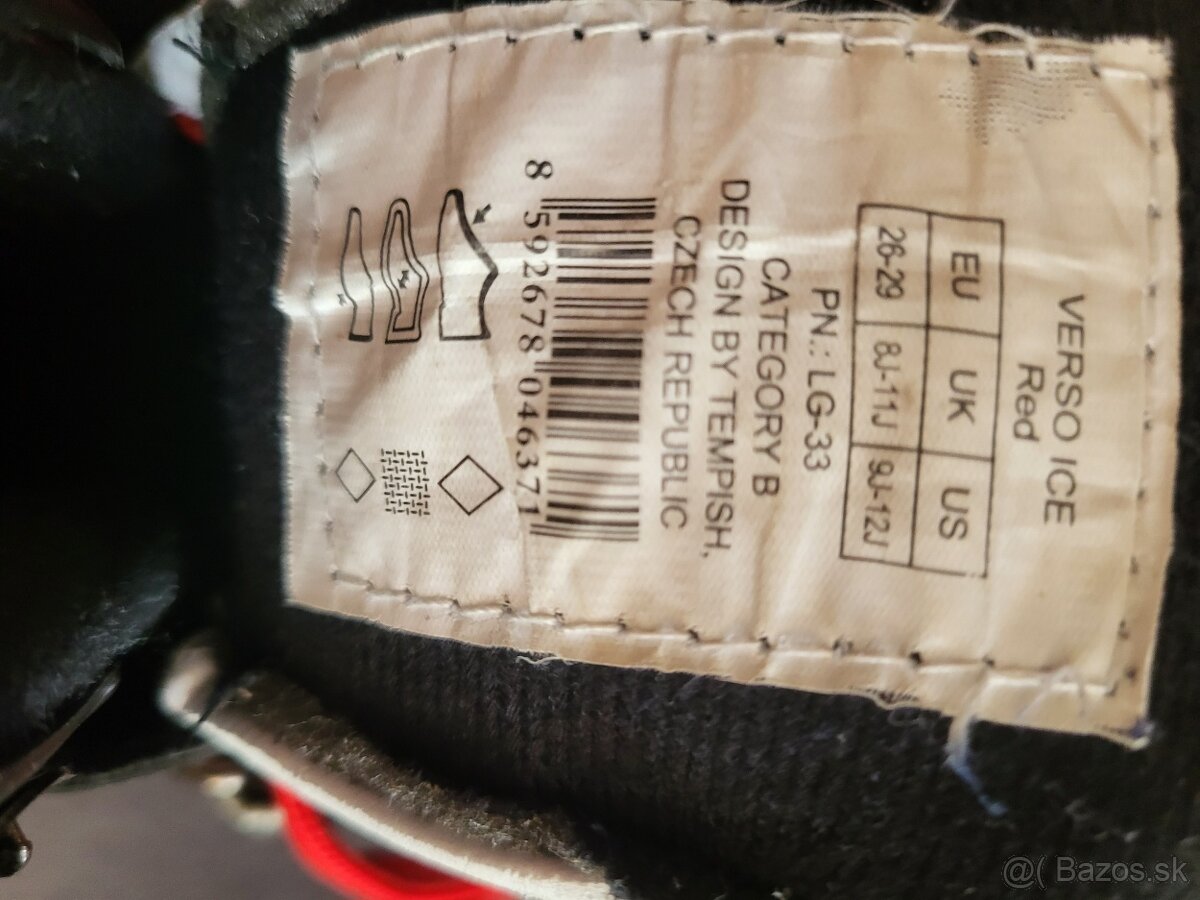 VERSO ICE
Red
EU UK US
26-29 8J-11J 9J-12J
PN.: LG-33
CATEGORY B
DESIGN BY TEMPISH,
CZECH REPUBLIC
8 592678 046371
@( Bazos.sk